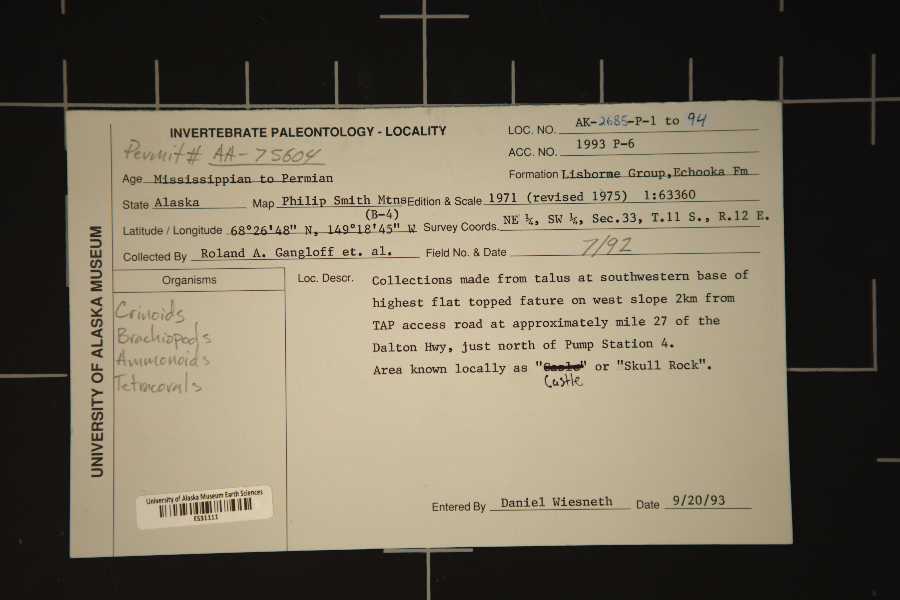 INVERTEBRATE PALEONTOLOGY - LOCALITY
LOC. NO. AK-2685-P-1 to 94
Permit # AA-75604
ACC. NO. 1993 P-6
Age Mississippian to Permian
Formation Lisborme Group,Echooka Fm
State Alaska Map Philip Smith Mtns Edition & Scale 1971 (revised 1975) 1:63360
(B-4)
Latitude / Longitude 68°26'48" N, 149°18'45" W Survey Coords. NE ¼, SW ¼, Sec.33, T.11 S., R.12 E.
Collected By Roland A. Gangloff et. al. Field No. & Date 7/92
UNIVERSITY OF ALASKA MUSEUM
Organisms
Crinoids
Brachiopods
Ammonoids
Tetracorals
Loc. Descr. Collections made from talus at southwestern base of
highest flat topped fature on west slope 2km from
TAP access road at approximately mile 27 of the
Dalton Hwy, just north of Pump Station 4.
Area known locally as "" or "Skull Rock".
Castle
University of Alaska Museum Earth Sciences
ES31111
Entered By Daniel Wiesneth Date 9/20/93